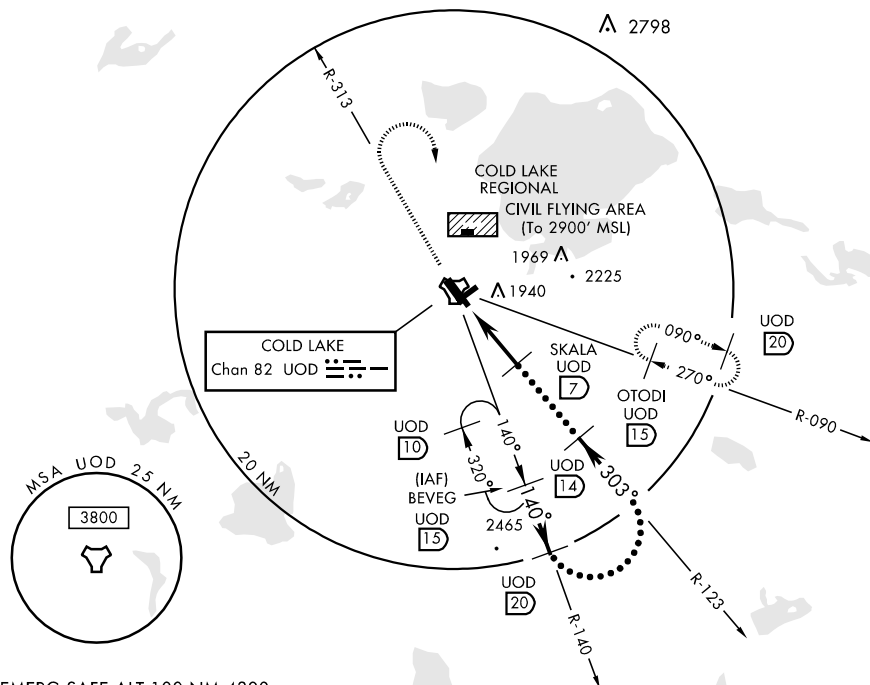 2798
R-313
COLD LAKE
REGIONAL
CIVIL FLYING AREA
(To 2900' MSL)
1969
2225
1940
COLD LAKE
Chan 82 UOD
SKALA
UOD
7
090°
270°
UOD
20
OTODI
UOD
15
R-090
UOD
10
140°
320°
(IAF)
BEVEG
UOD
15
UOD
14
303°
140°
2465
20 NM
UOD
20
R-123
R-140
MSA UOD 25 NM
3800